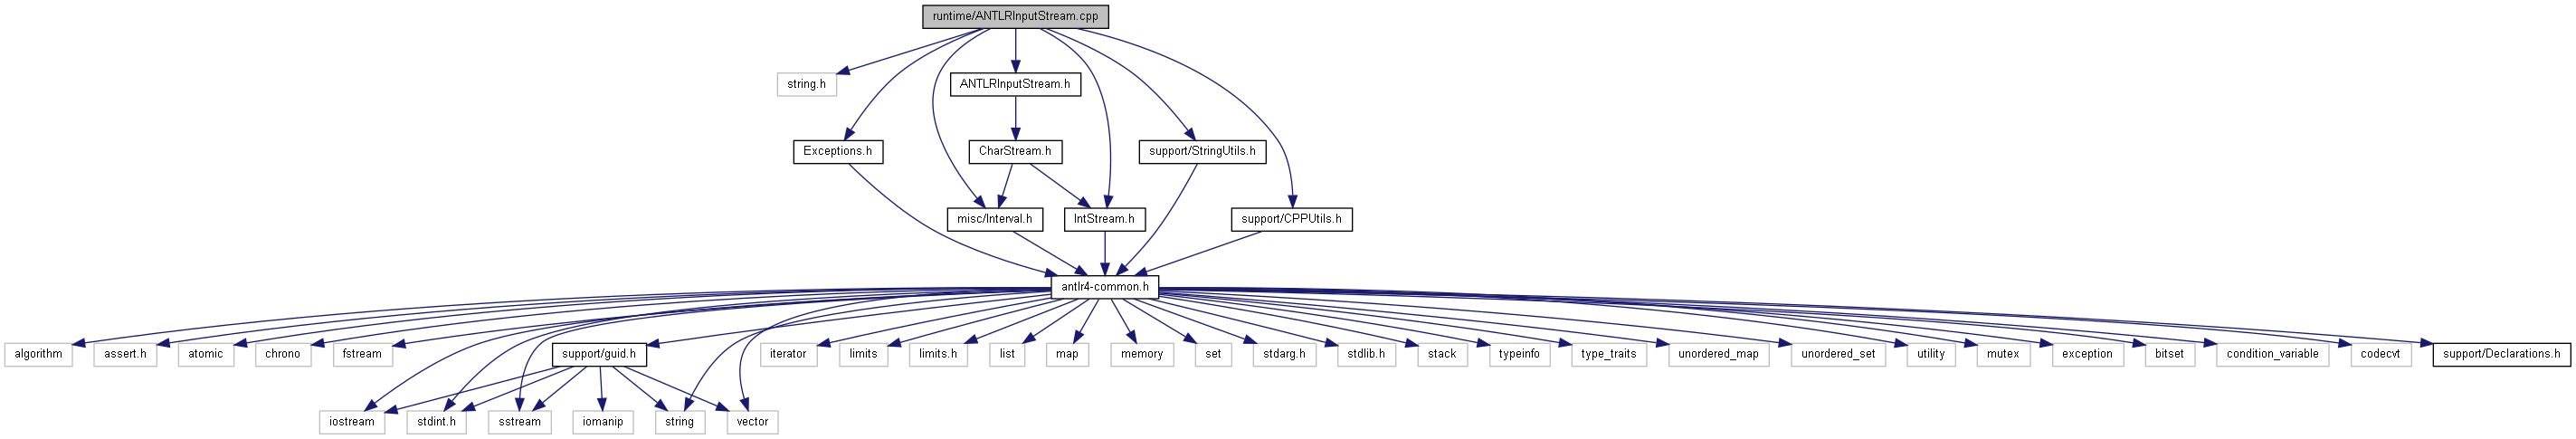 runtime/ANTLRInputStream.cpp
string.h
ANTLRInputStream.h
Exceptions.h
CharStream.h
support/StringUtils.h
misc/Interval.h
IntStream.h
support/CPPUtils.h
antlr4-common.h
algorithm
assert.h
atomic
chrono
fstream
support/guid.h
iterator
limits
limits.h
list
map
memory
set
stdarg.h
stdlib.h
stack
typeinfo
type_traits
unordered_map
unordered_set
utility
mutex
exception
bitset
condition_variable
codecvt
support/Declarations.h
iostream
stdint.h
sstream
iomanip
string
vector